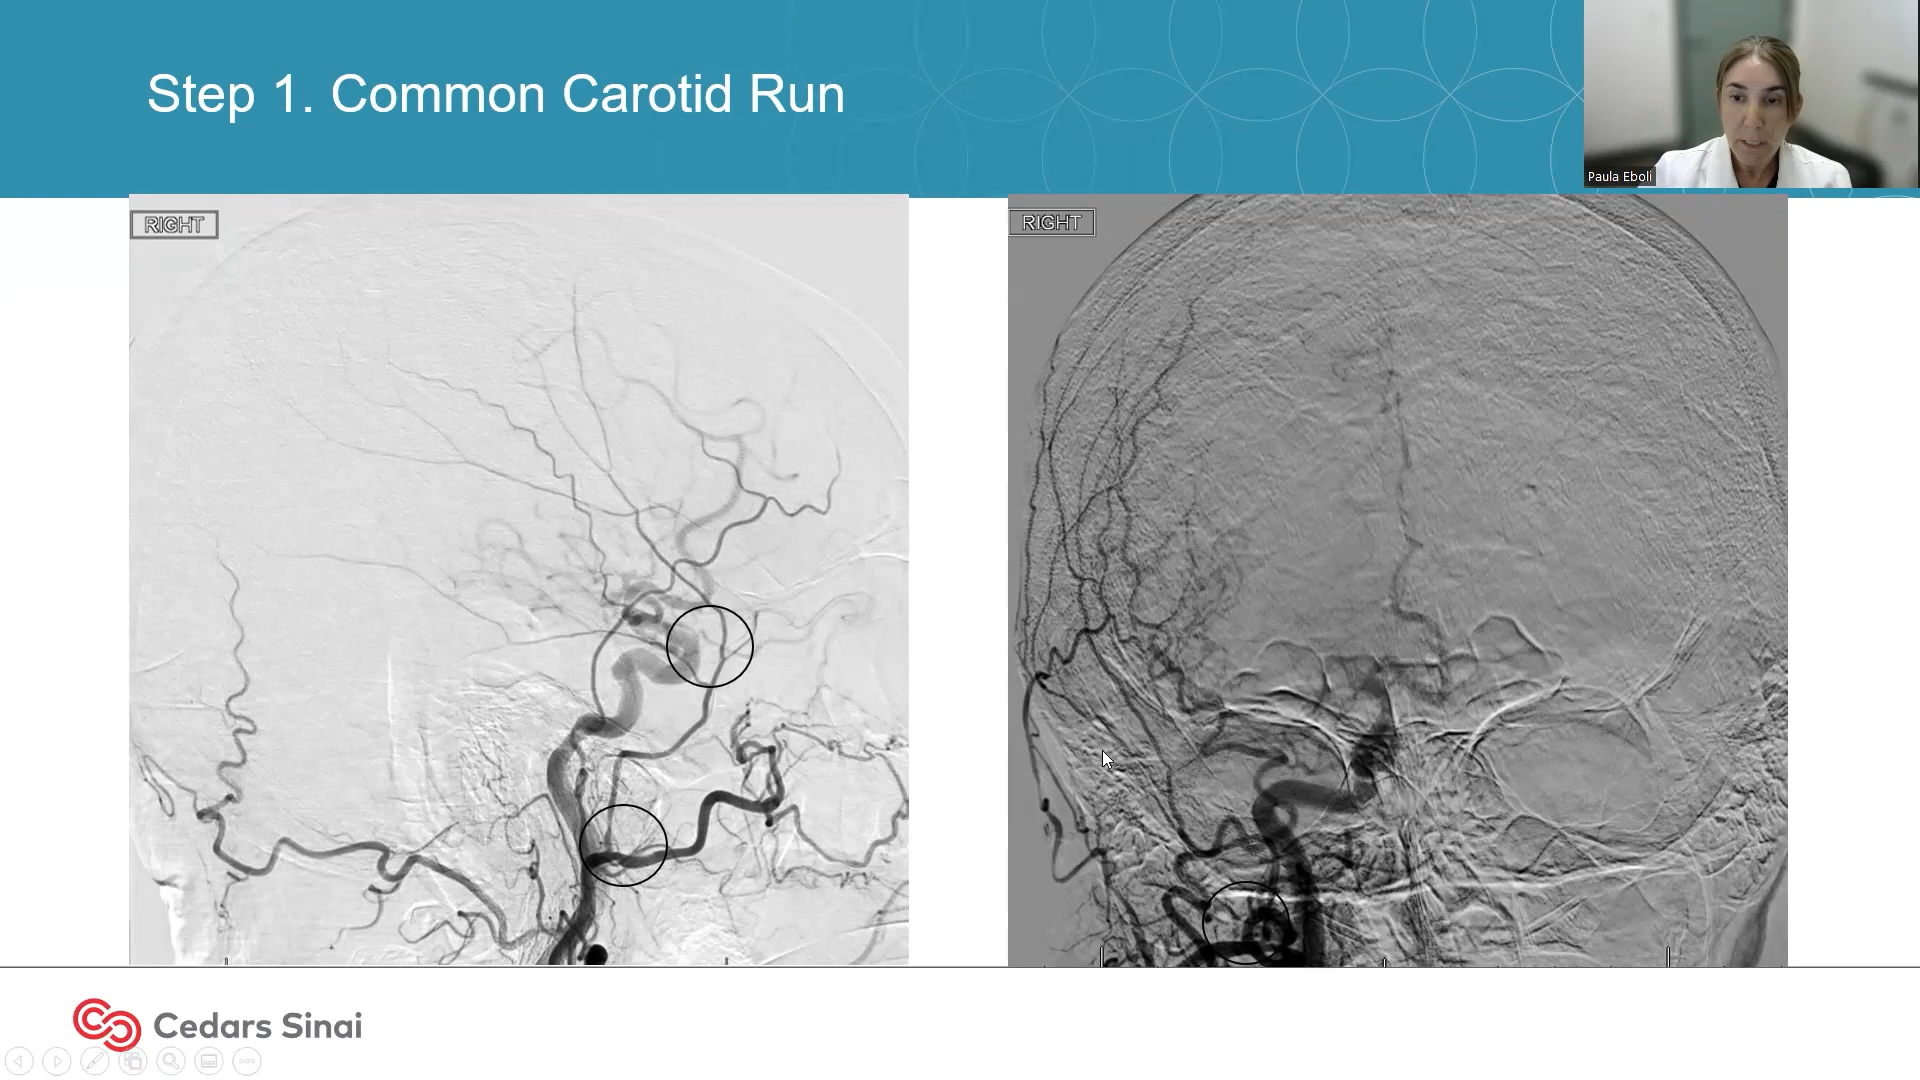 Step 1. Common Carotid Run
Paula Eboli
RIGHT
RIGHT
Cedars Sinai